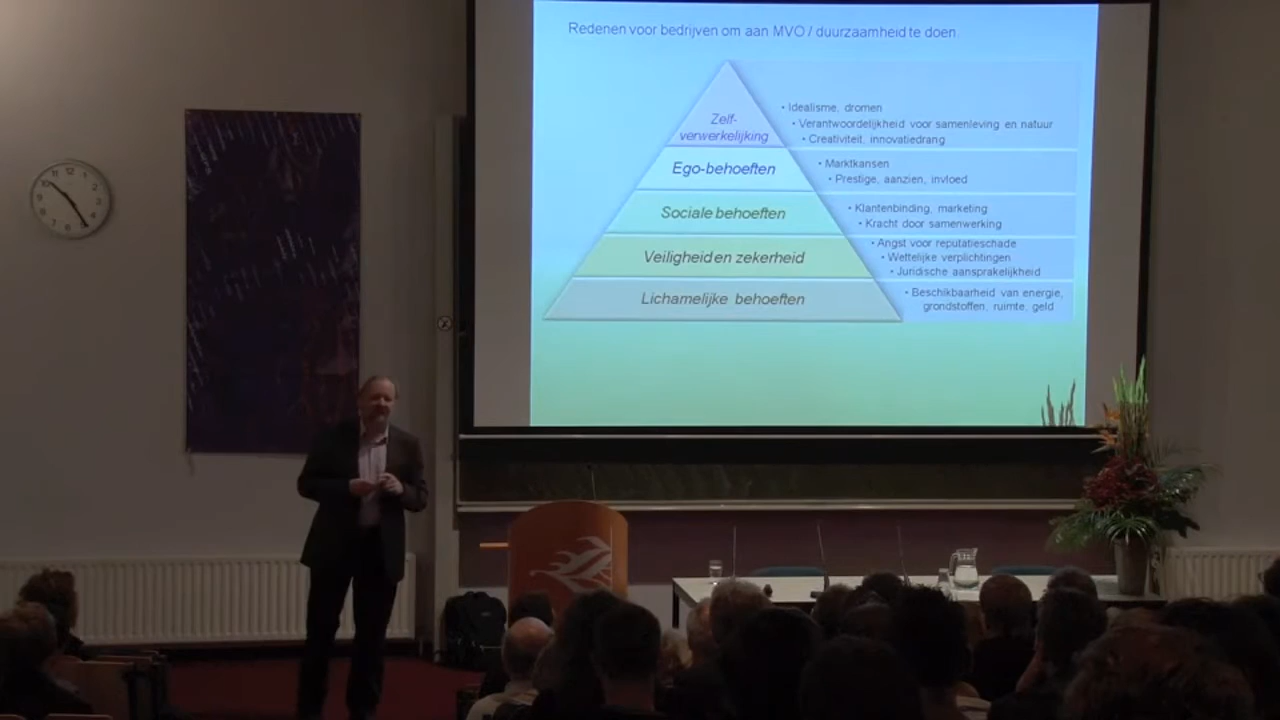 Redenen voor bedrijven om aan MVO / duurzaamheid te doen
Zelf-
verwerkelijking
• Idealisme, dromen
• Verantwoordelijkheid voor samenleving en natuur
• Creativiteit, innovatiedrang
Ego-behoeften
• Marktkansen
• Prestige, aanzien, invloed
Sociale behoeften
• Klantenbinding, marketing
• Kracht door samenwerking
Veiligheid en zekerheid
• Angst voor reputatieschade
• Wettelijke verplichtingen
• Juridische aansprakelijkheid
Lichamelijke behoeften
• Beschikbaarheid van energie,
grondstoffen, ruimte, geld